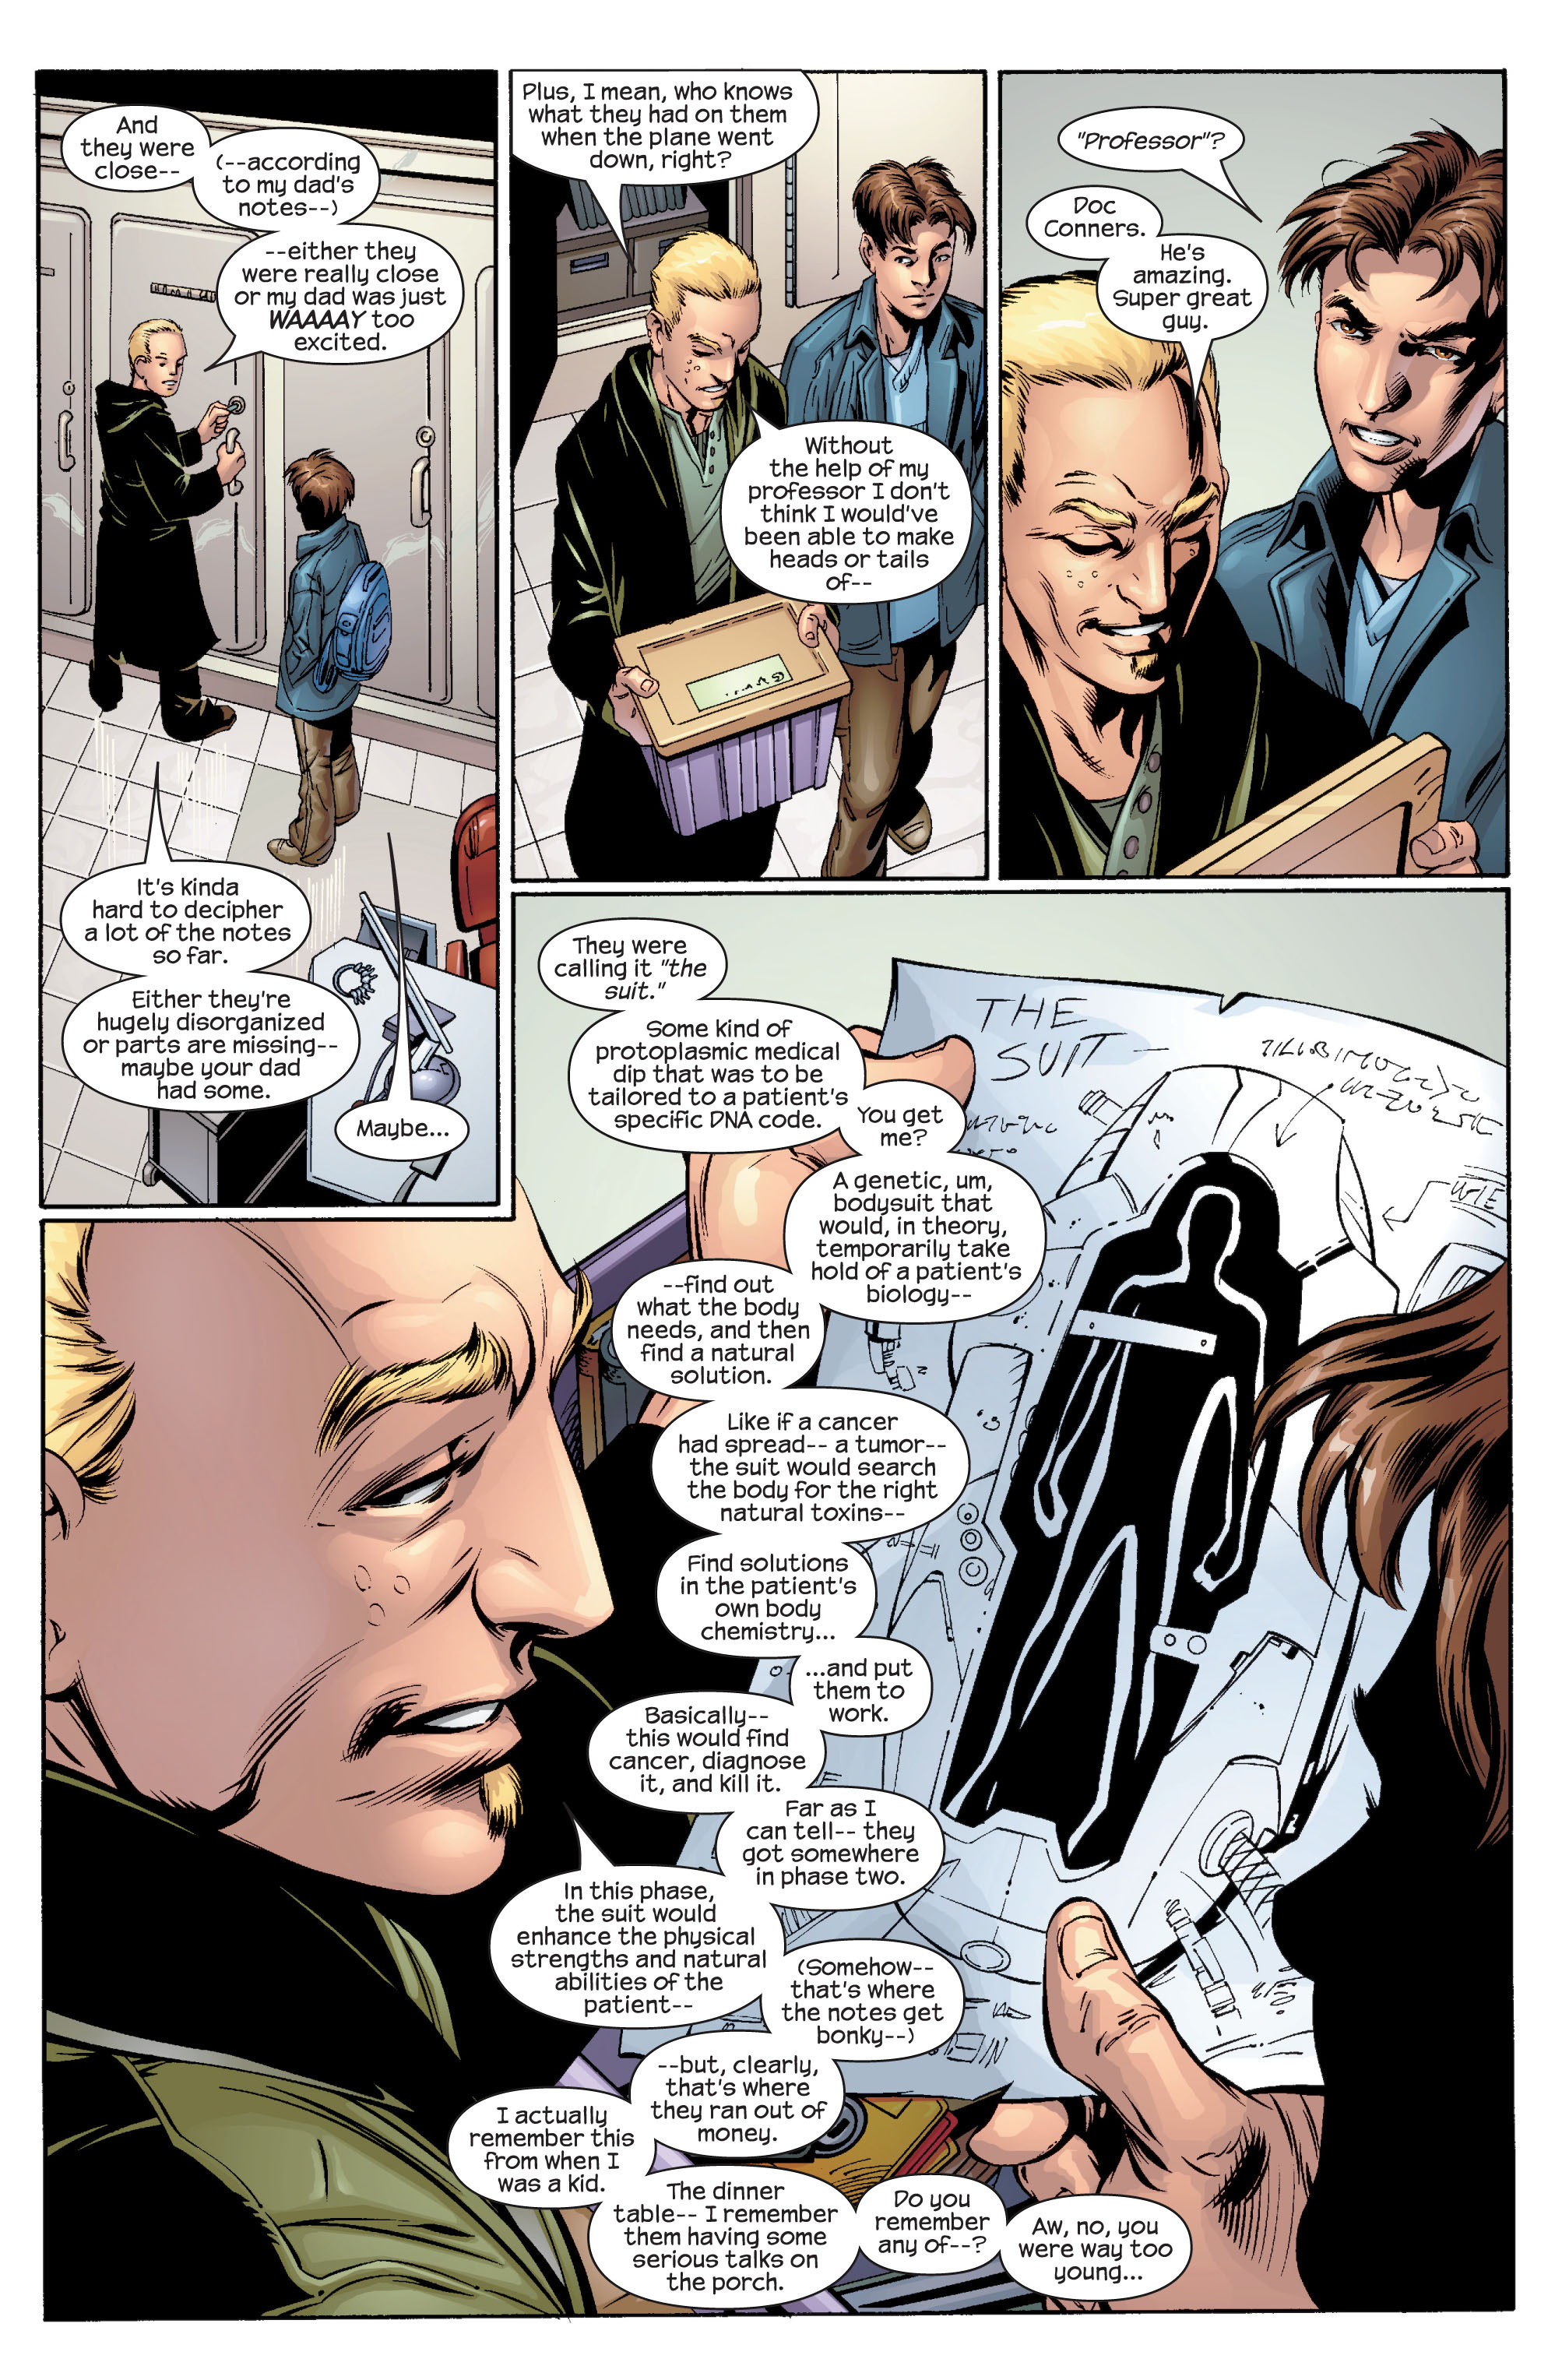 And
they were
close--
(--according
to my dad's
notes--)
--either they
were really close
or my dad was just
WAAAAY too
excited.
It's kinda
hard to decipher
a lot of the notes
so far.
Either they're
hugely disorganized
or parts are missing--
maybe your dad
had some.
Maybe...
Plus, I mean, who knows
what they had on them
when the plane went
down, right?
Without
the help of my
professor I don't
think I would've
been able to make
heads or tails
of--
"Professor"?
Doc
Conners.
He's
amazing.
Super great
guy.
They were
calling it "the
suit."
THE
SUIT —
Some kind of
protoplasmic medical
dip that was to be
tailored to a patient's
specific DNA code.
You get
me?
A genetic, um,
bodysuit that
would, in theory,
temporarily take
hold of a patient's
biology--
--find out
what the body
needs, and then
find a natural
solution.
Like if a cancer
had spread-- a tumor--
the suit would search
the body for the right
natural toxins--
Find solutions
in the patient's
own body
chemistry...
...and put
them to
work.
Basically--
this would find
cancer, diagnose
it, and kill it.
Far as I
can tell-- they
got somewhere
in phase two.
In this phase,
the suit would
enhance the physical
strengths and natural
abilities of the
patient--
(Somehow--
that's where
the notes get
bonky--)
--but, clearly,
that's where
they ran out of
money.
I actually
remember this
from when I
was a kid.
The dinner
table-- I remember
them having some
serious talks on
the porch.
Do you
remember
any of--?
Aw, no, you
were way too
young...